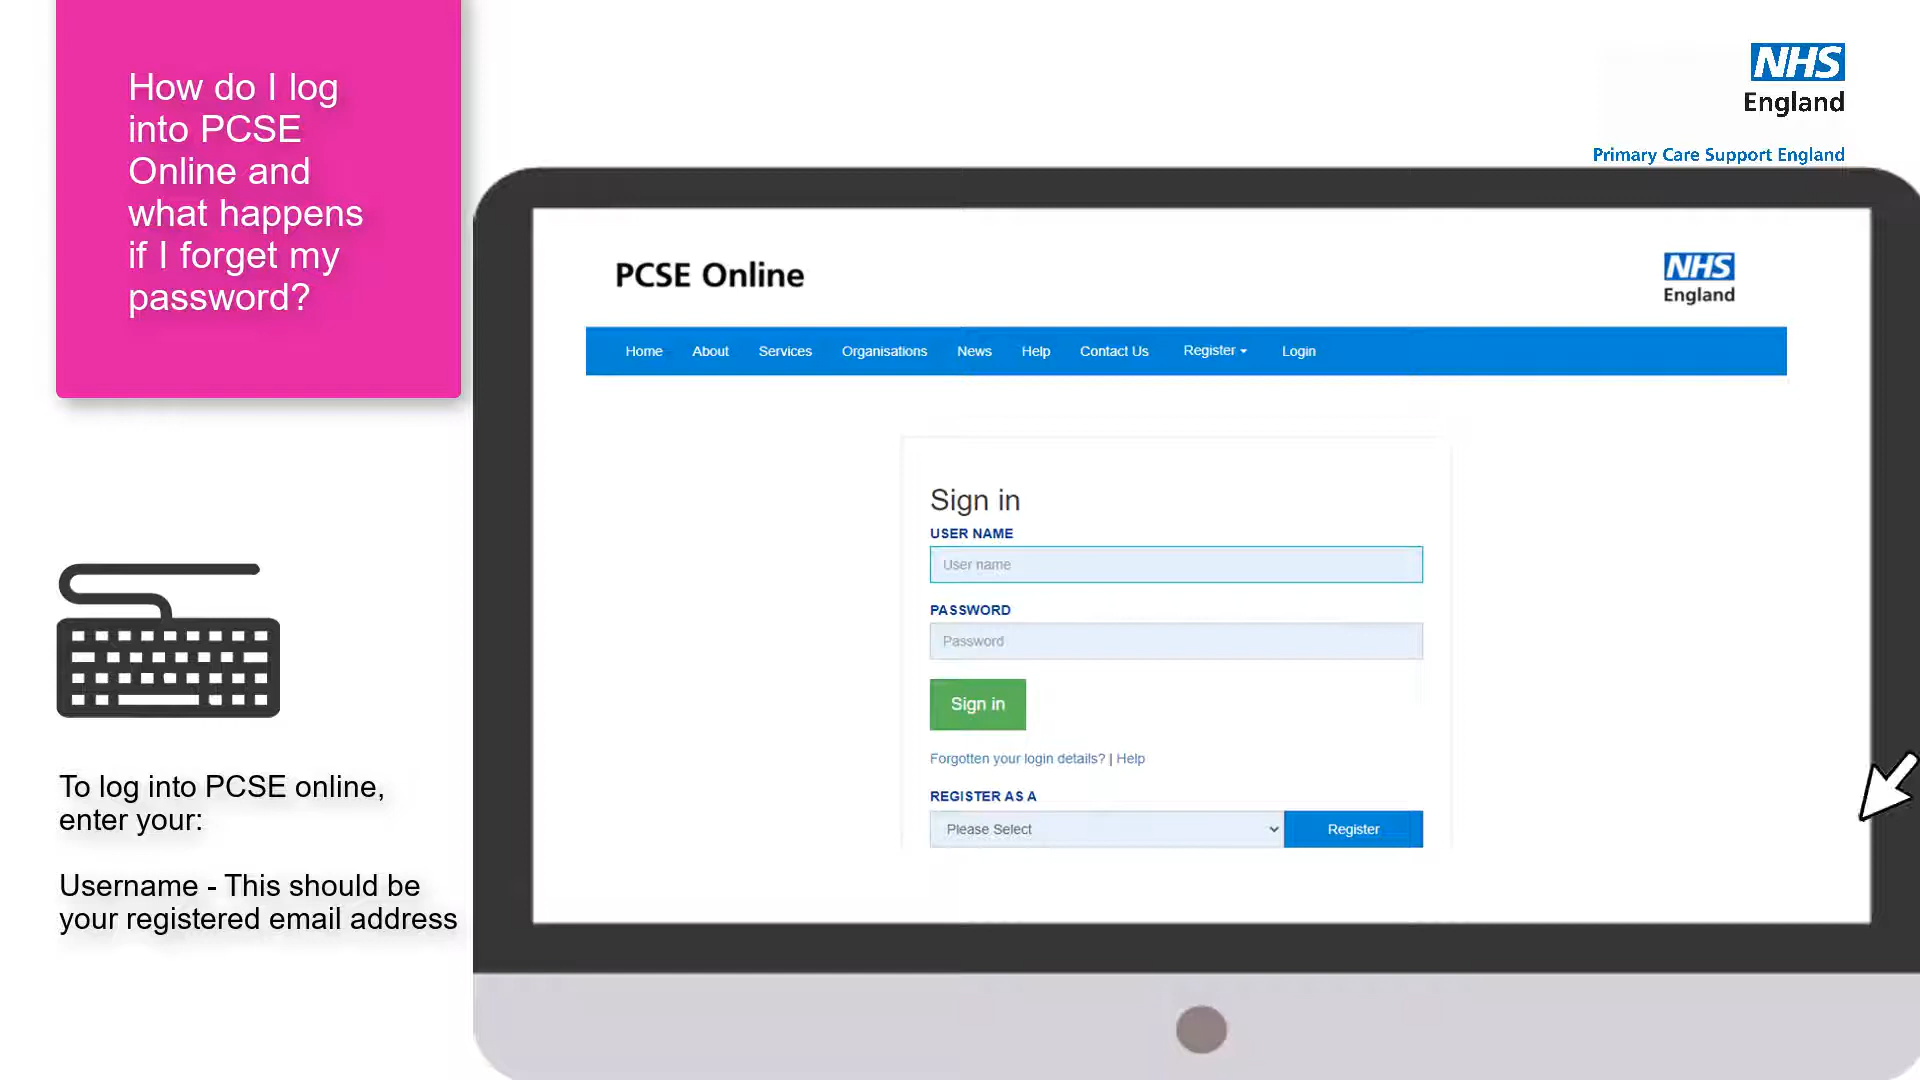 How do I log
into PCSE
Online and
what happens
if I forget my
password?
NHS
England
Primary Care Support England
PCSE Online
NHS
England
Home About Services Organisations News Help Contact Us Register Login
Sign in
USER NAME
User name
PASSWORD
Password
Sign in
Forgotten your login details? | Help
REGISTER AS A
Please Select Register
To log into PCSE online,
enter your:
Username - This should be
your registered email address